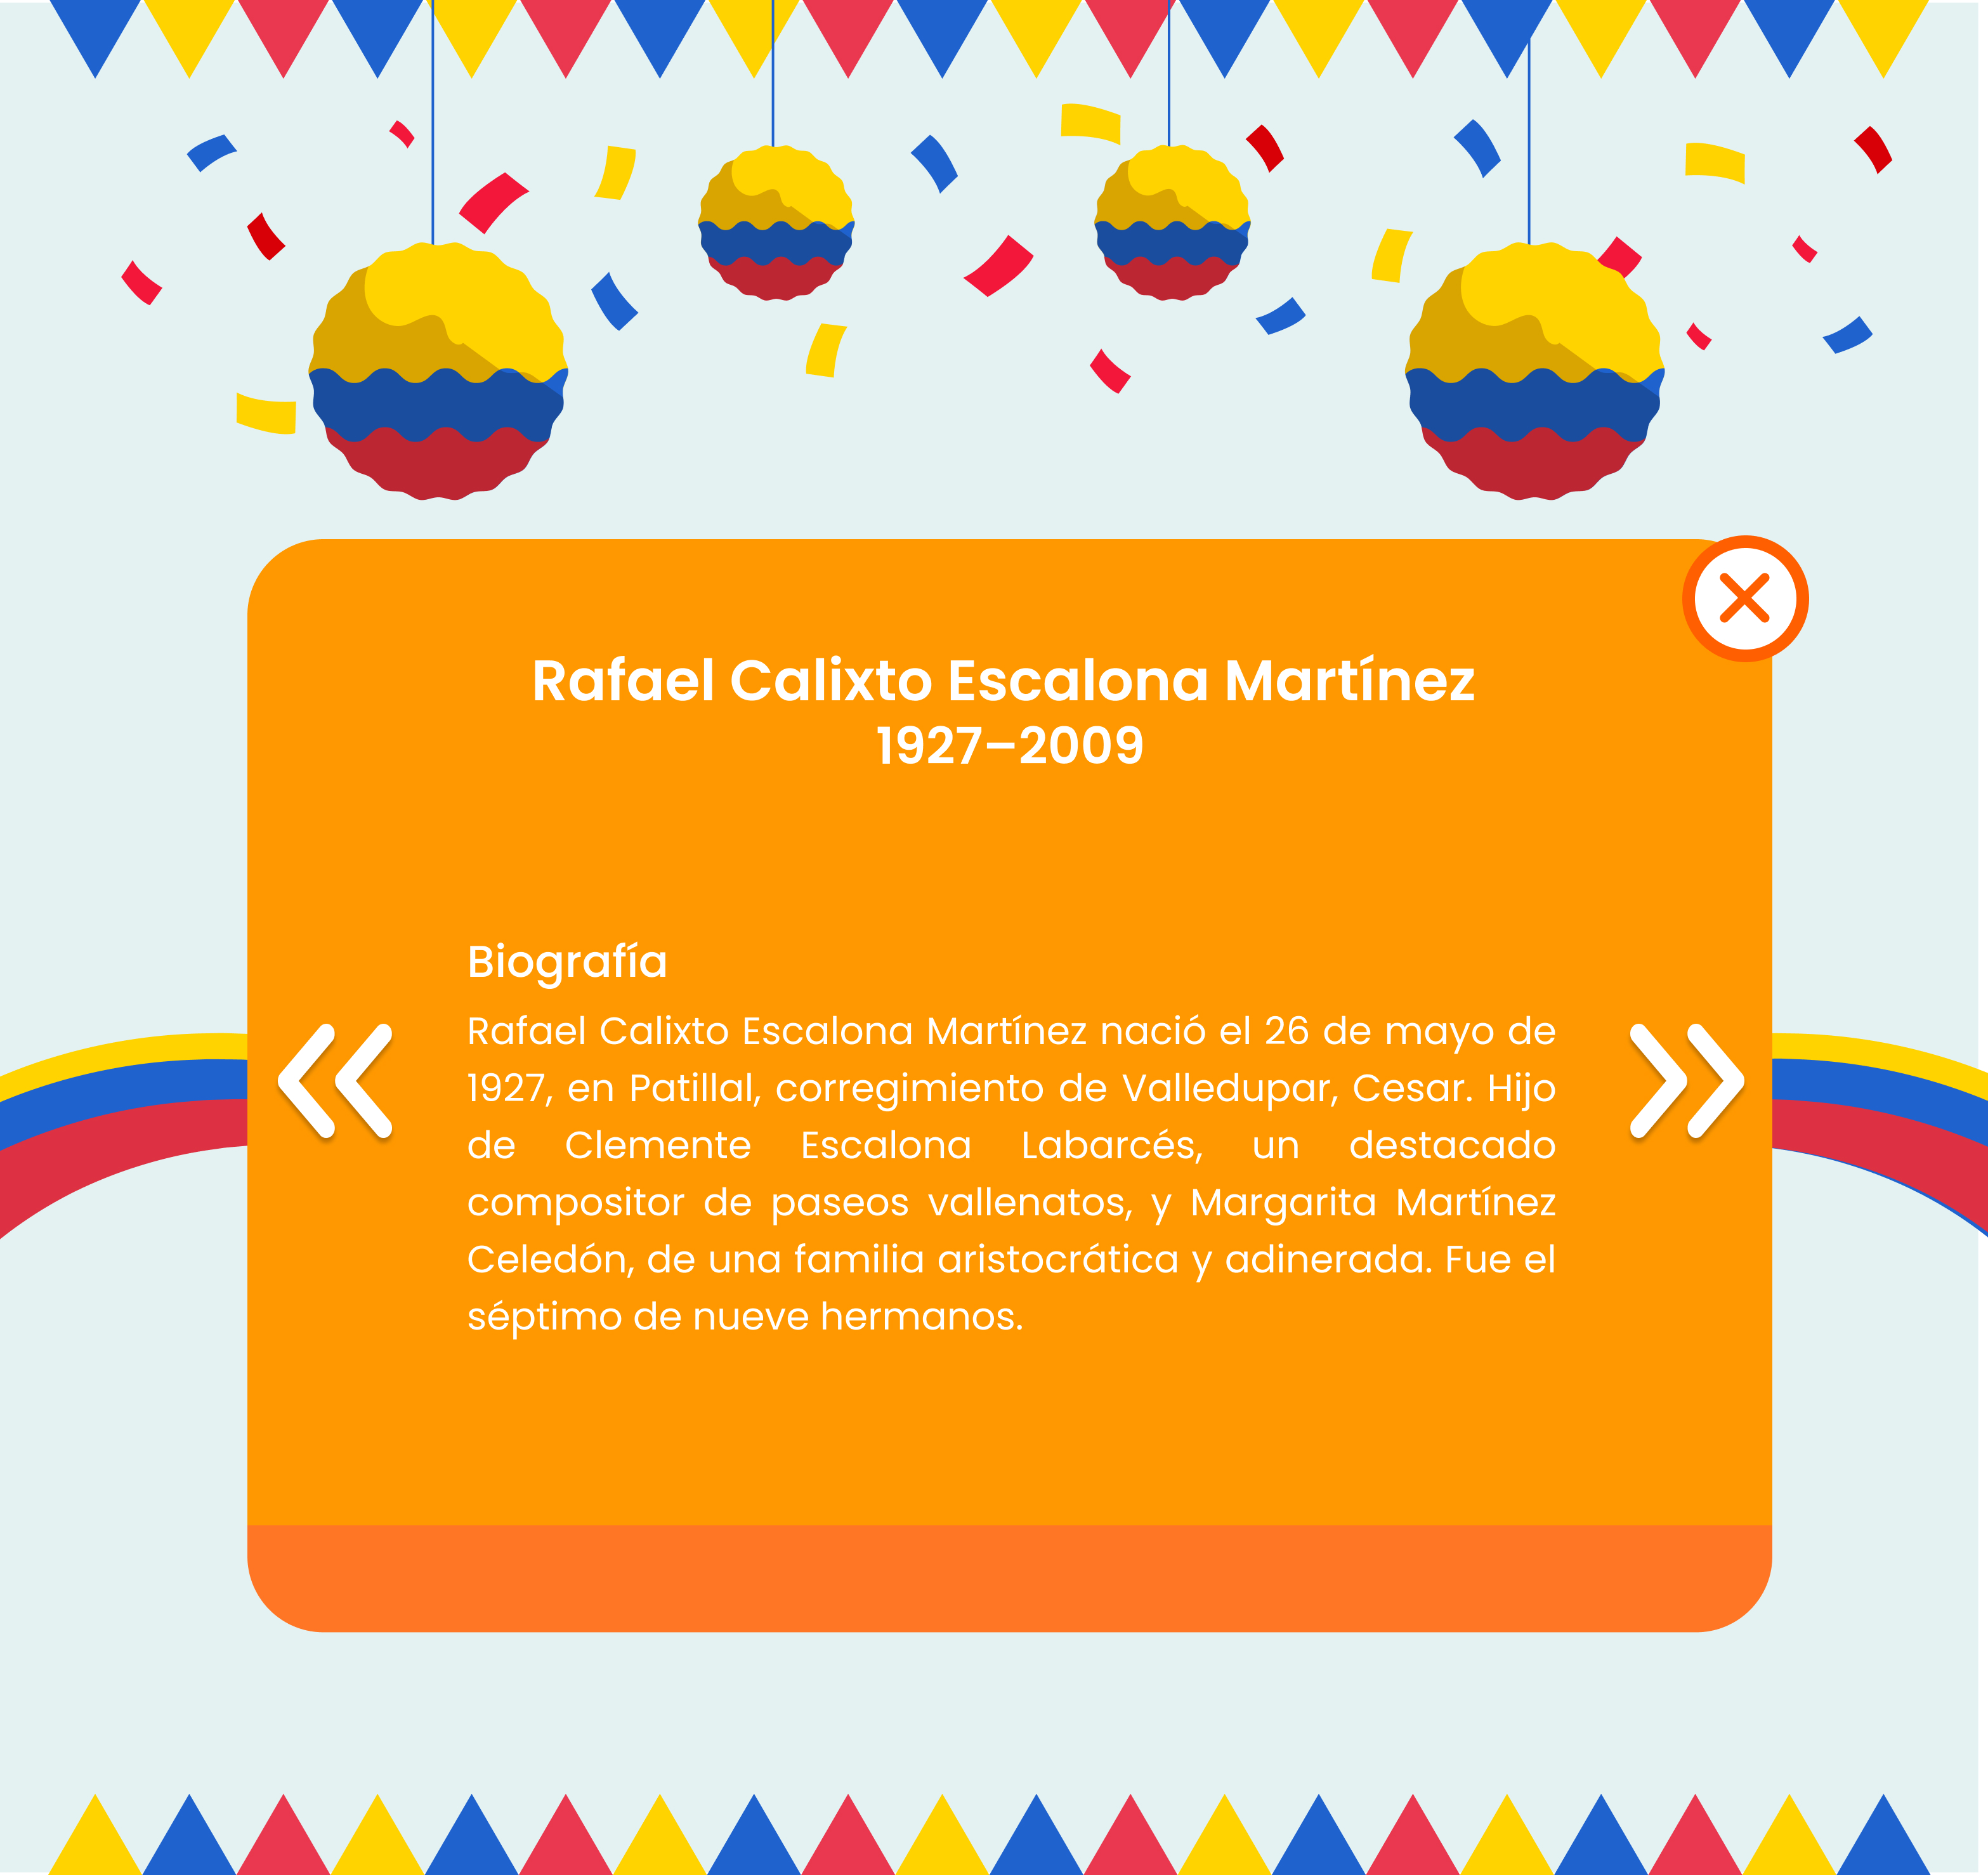 Rafael Calixto Escalona Martínez
1927–2009
Biografía
Rafael Calixto Escalona Martínez nació el 26 de mayo de
1927, en Patillal, corregimiento de Valledupar, Cesar. Hijo
de Clemente Escalona Labarcés, un destacado
compositor de paseos vallenatos, y Margarita Martínez
Celedón, de una familia aristocrática y adinerada. Fue el
séptimo de nueve hermanos.